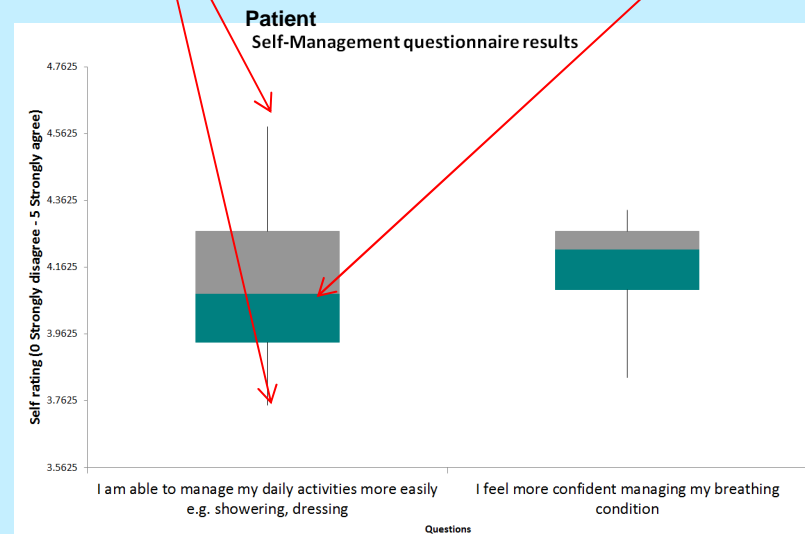 Patient
Self-Management questionnaire results
4.7625
4.5625
4.3625
4.1625
3.9625
3.7625
3.5625
Self rating (0 Strongly disagree - 5 Strongly agree)
I am able to manage my daily activities more easily
e.g. showering, dressing
I feel more confident managing my breathing
condition
Questions